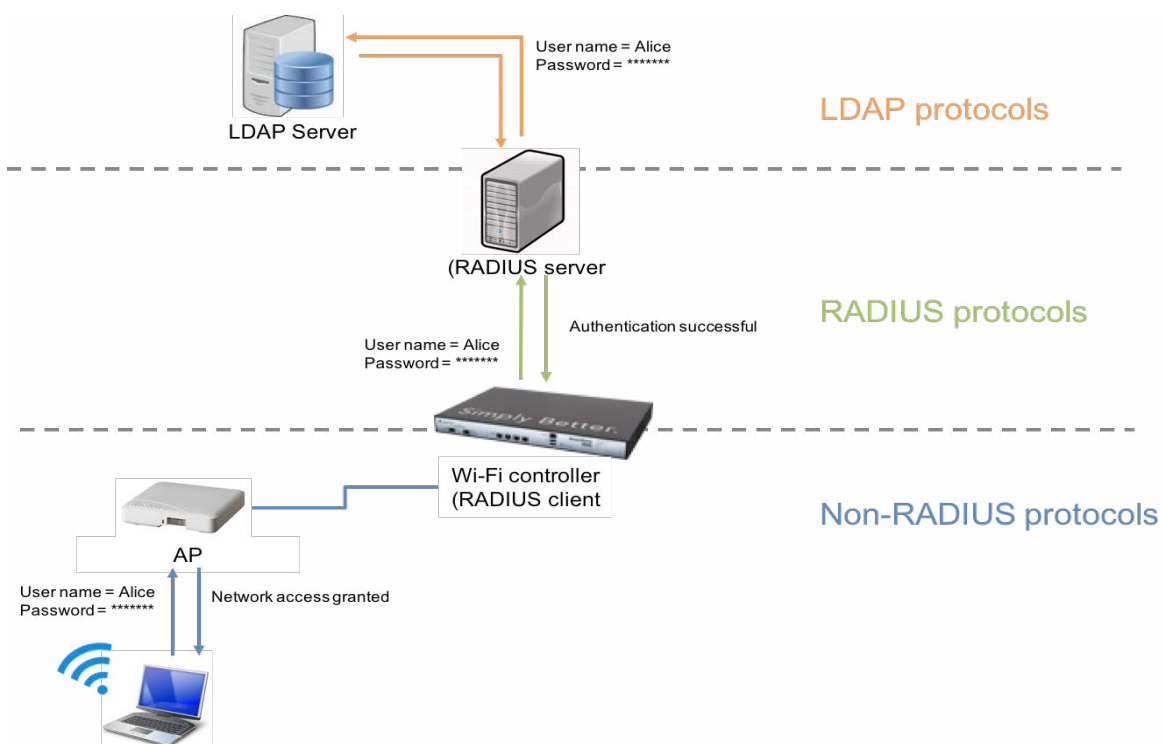 User name = Alice
Password = *******
LDAP protocols
LDAP Server
(RADIUS server
RADIUS protocols
Authentication successful
User name = Alice
Password = *******
Simply Better.
Wi-Fi controller
(RADIUS client
Non-RADIUS protocols
AP
User name = Alice
Password = *******
Network access granted